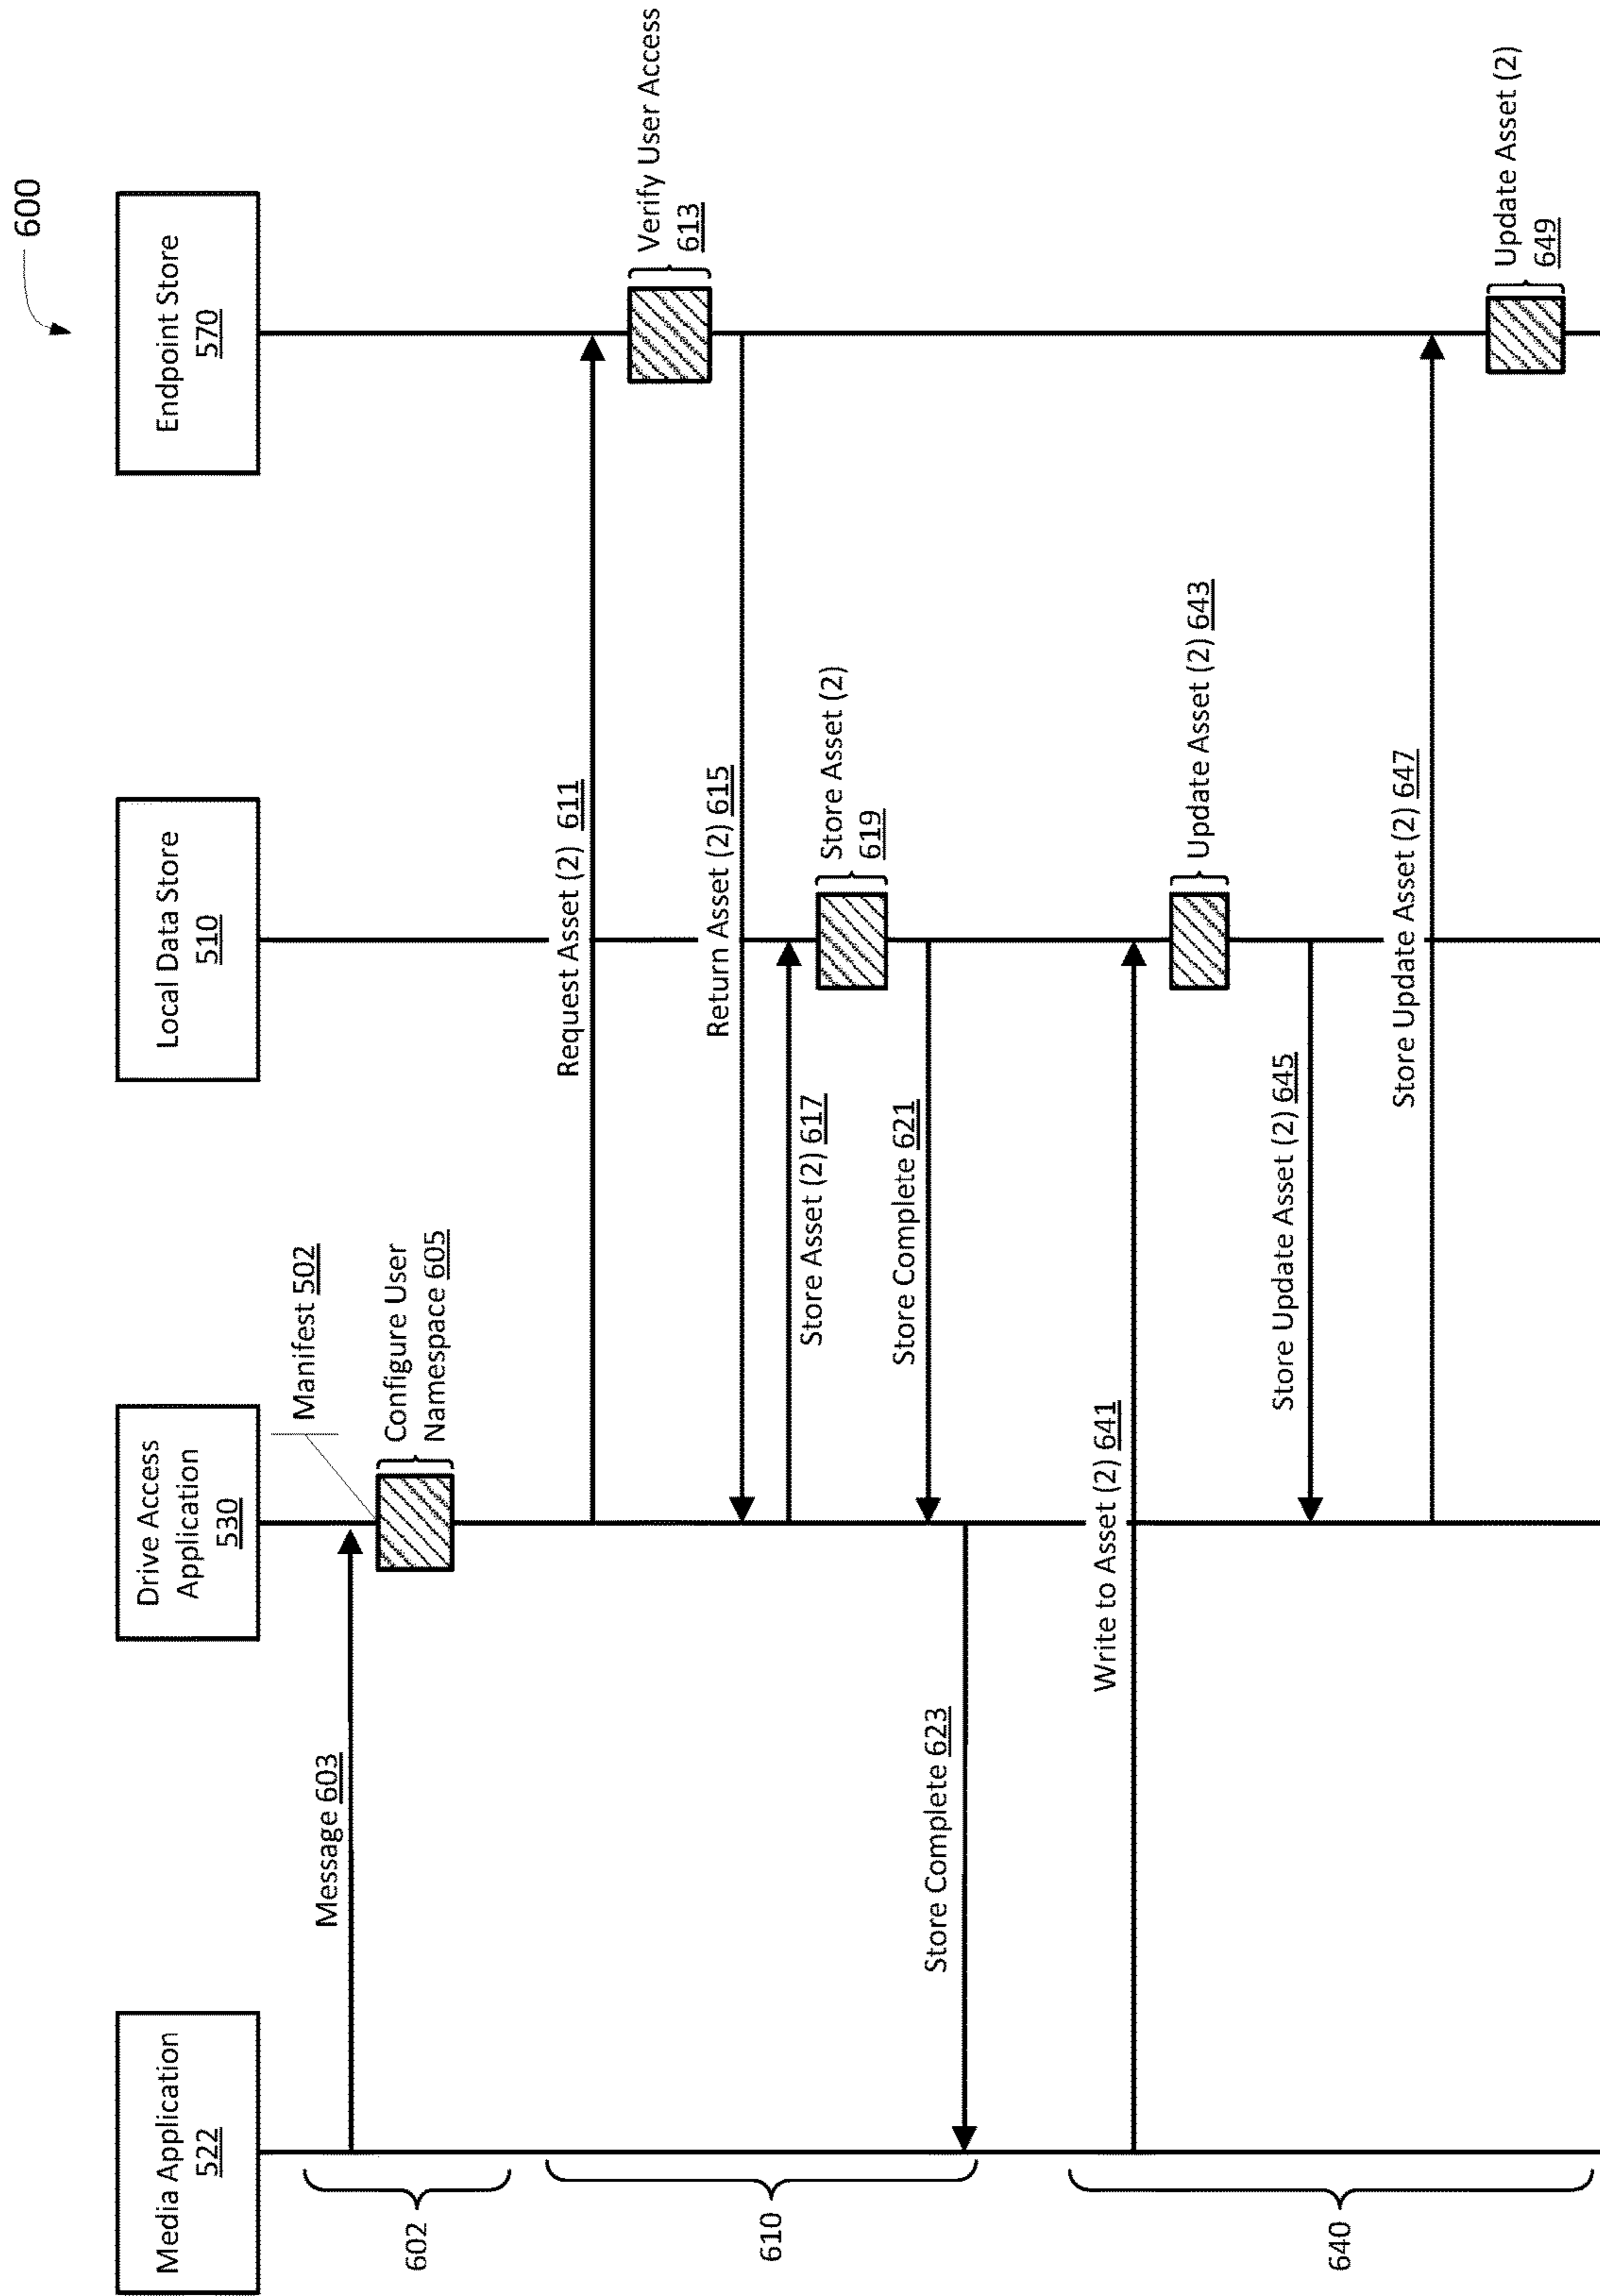 600
Media Application
522
Drive Access
Application
530
Local Data Store
510
Endpoint Store
570
602
Message 603
Manifest 502
Configure User
Namespace 605
610
Request Asset (2) 611
Verify User Access
613
Return Asset (2) 615
Store Asset (2) 617
Store Asset (2)
619
Store Complete 621
Store Complete 623
640
Write to Asset (2) 641
Update Asset (2) 643
Store Update Asset (2) 645
Store Update Asset (2) 647
Update Asset (2)
649